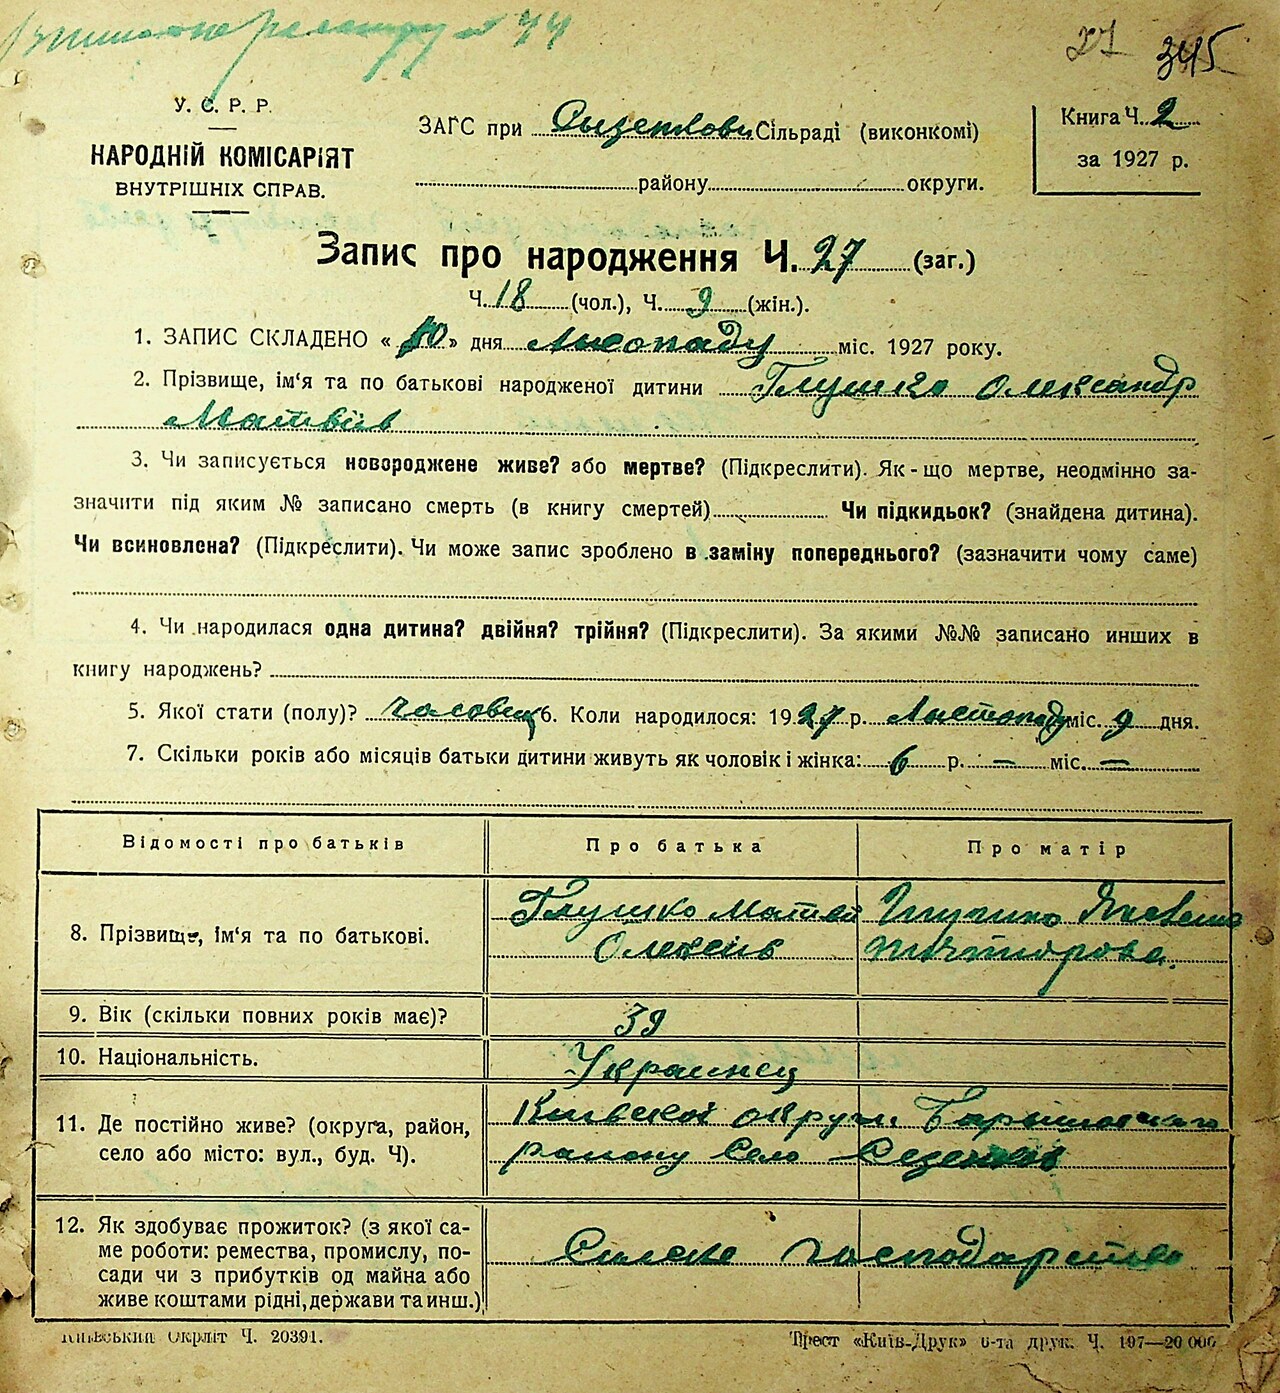 № 44
27 345
У. С. Р. Р.
НАРОДНІЙ КОМІСАРІЯТ
ВНУТРІШНІХ СПРАВ.
ЗАГС при Сільраді (виконкомі)
району округи.
Книга Ч. 2
за 1927 р.
Запис про народження Ч. 27 (заг.)
Ч. 18 (чол.), Ч. 9 (жін.).
1. ЗАПИС СКЛАДЕНО «10» дня Лисопаду міс. 1927 року.
2. Прізвище, ім'я та по батькові народженої дитини Глушко Олександр
Матвіїв
3. Чи записується новороджене живе? або мертве? (Підкреслити). Як-що мертве, неодмінно за-
значити під яким № записано смерть (в книгу смертей) Чи підкидьок? (знайдена дитина).
Чи всиновлена? (Підкреслити). Чи може запис зроблено в заміну попереднього? (зазначити чому саме)
4. Чи народилася одна дитина? двійня? трійня? (Підкреслити). За якими №№ записано инших в
книгу народжень?
5. Якої стати (полу)? 6. Коли народилося: 1927 р. Листопаду міс. 9 дня.
7. Скільки років або місяців батьки дитини живуть як чоловік і жінка: 6 р. — міс. —
Відомості про батьків Про батька Про матір
8. Прізвище, ім'я та по батькові. Глушко Матвій
Олексіїв
9. Вік (скільки повних років має)? 39
10. Національність. Украинец
11. Де постійно живе? (округа, район,
село або місто: вул., буд. Ч).
Київскої округи
району Село
12. Як здобуває прожиток? (з якої са-
ме роботи: ремества, промислу, по-
сади чи з прибутків од майна або
живе коштами рідні, держави та инш.)
господарство
Київський Окрліт Ч. 20391.
Трест «Київ-Друк» 6-та друк. Ч. 197—20 000